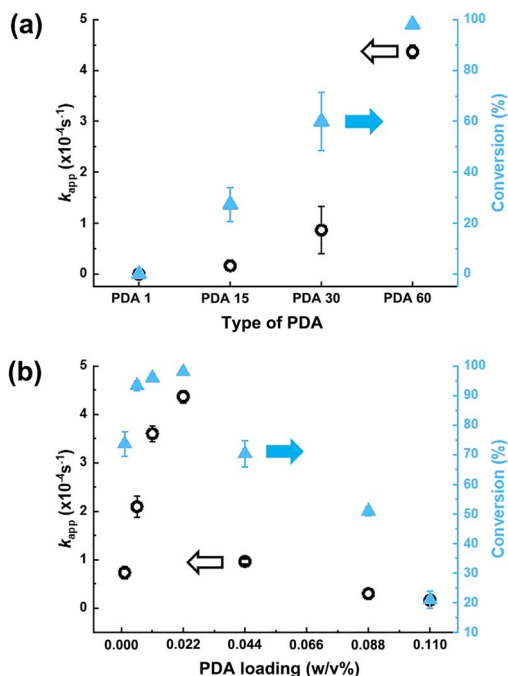 (a)
5
4
3
2
1
0
k_app (x10⁻⁴s⁻¹)
100
80
60
40
20
0
Conversion (%)
PDA 1 PDA 15 PDA 30 PDA 60
Type of PDA
(b)
5
4
3
2
1
0
k_app (x10⁻⁴s⁻¹)
100
90
80
70
60
50
40
30
20
10
Conversion (%)
0.000 0.022 0.044 0.066 0.088 0.110
PDA loading (w/v%)